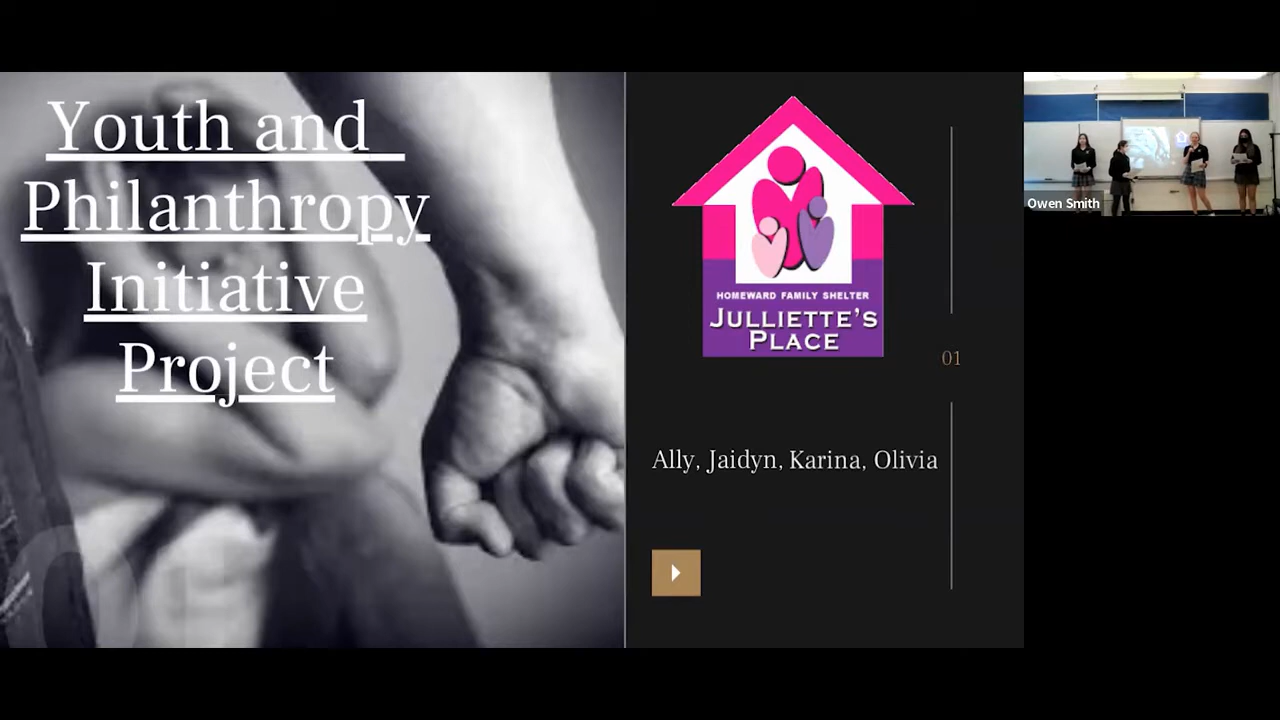 Youth and
Philanthropy
Initiative
Project
HOMEWARD FAMILY SHELTER
JULLIETTE'S
PLACE
01
Ally, Jaidyn, Karina, Olivia
Owen Smith